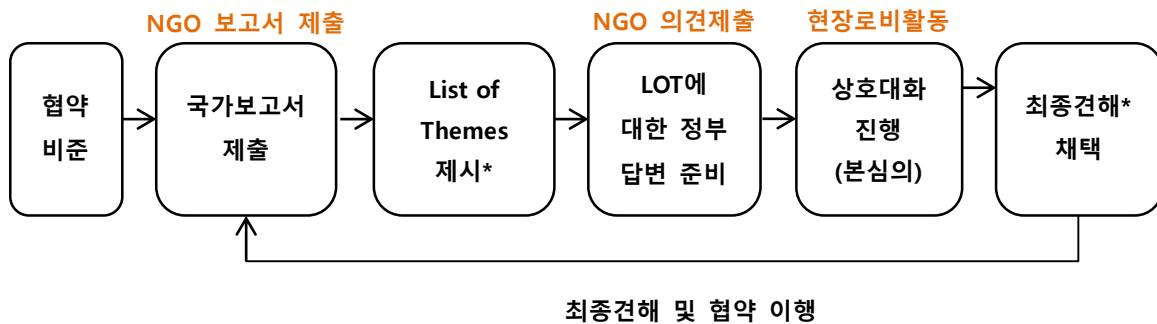 NGO 보고서 제출
NGO 의견제출
현장로비활동
협약
비준
국가보고서
제출
List of
Themes
제시*
LOT에
대한 정부
답변 준비
상호대화
진행
(본심의)
최종견해*
채택
최종견해 및 협약 이행